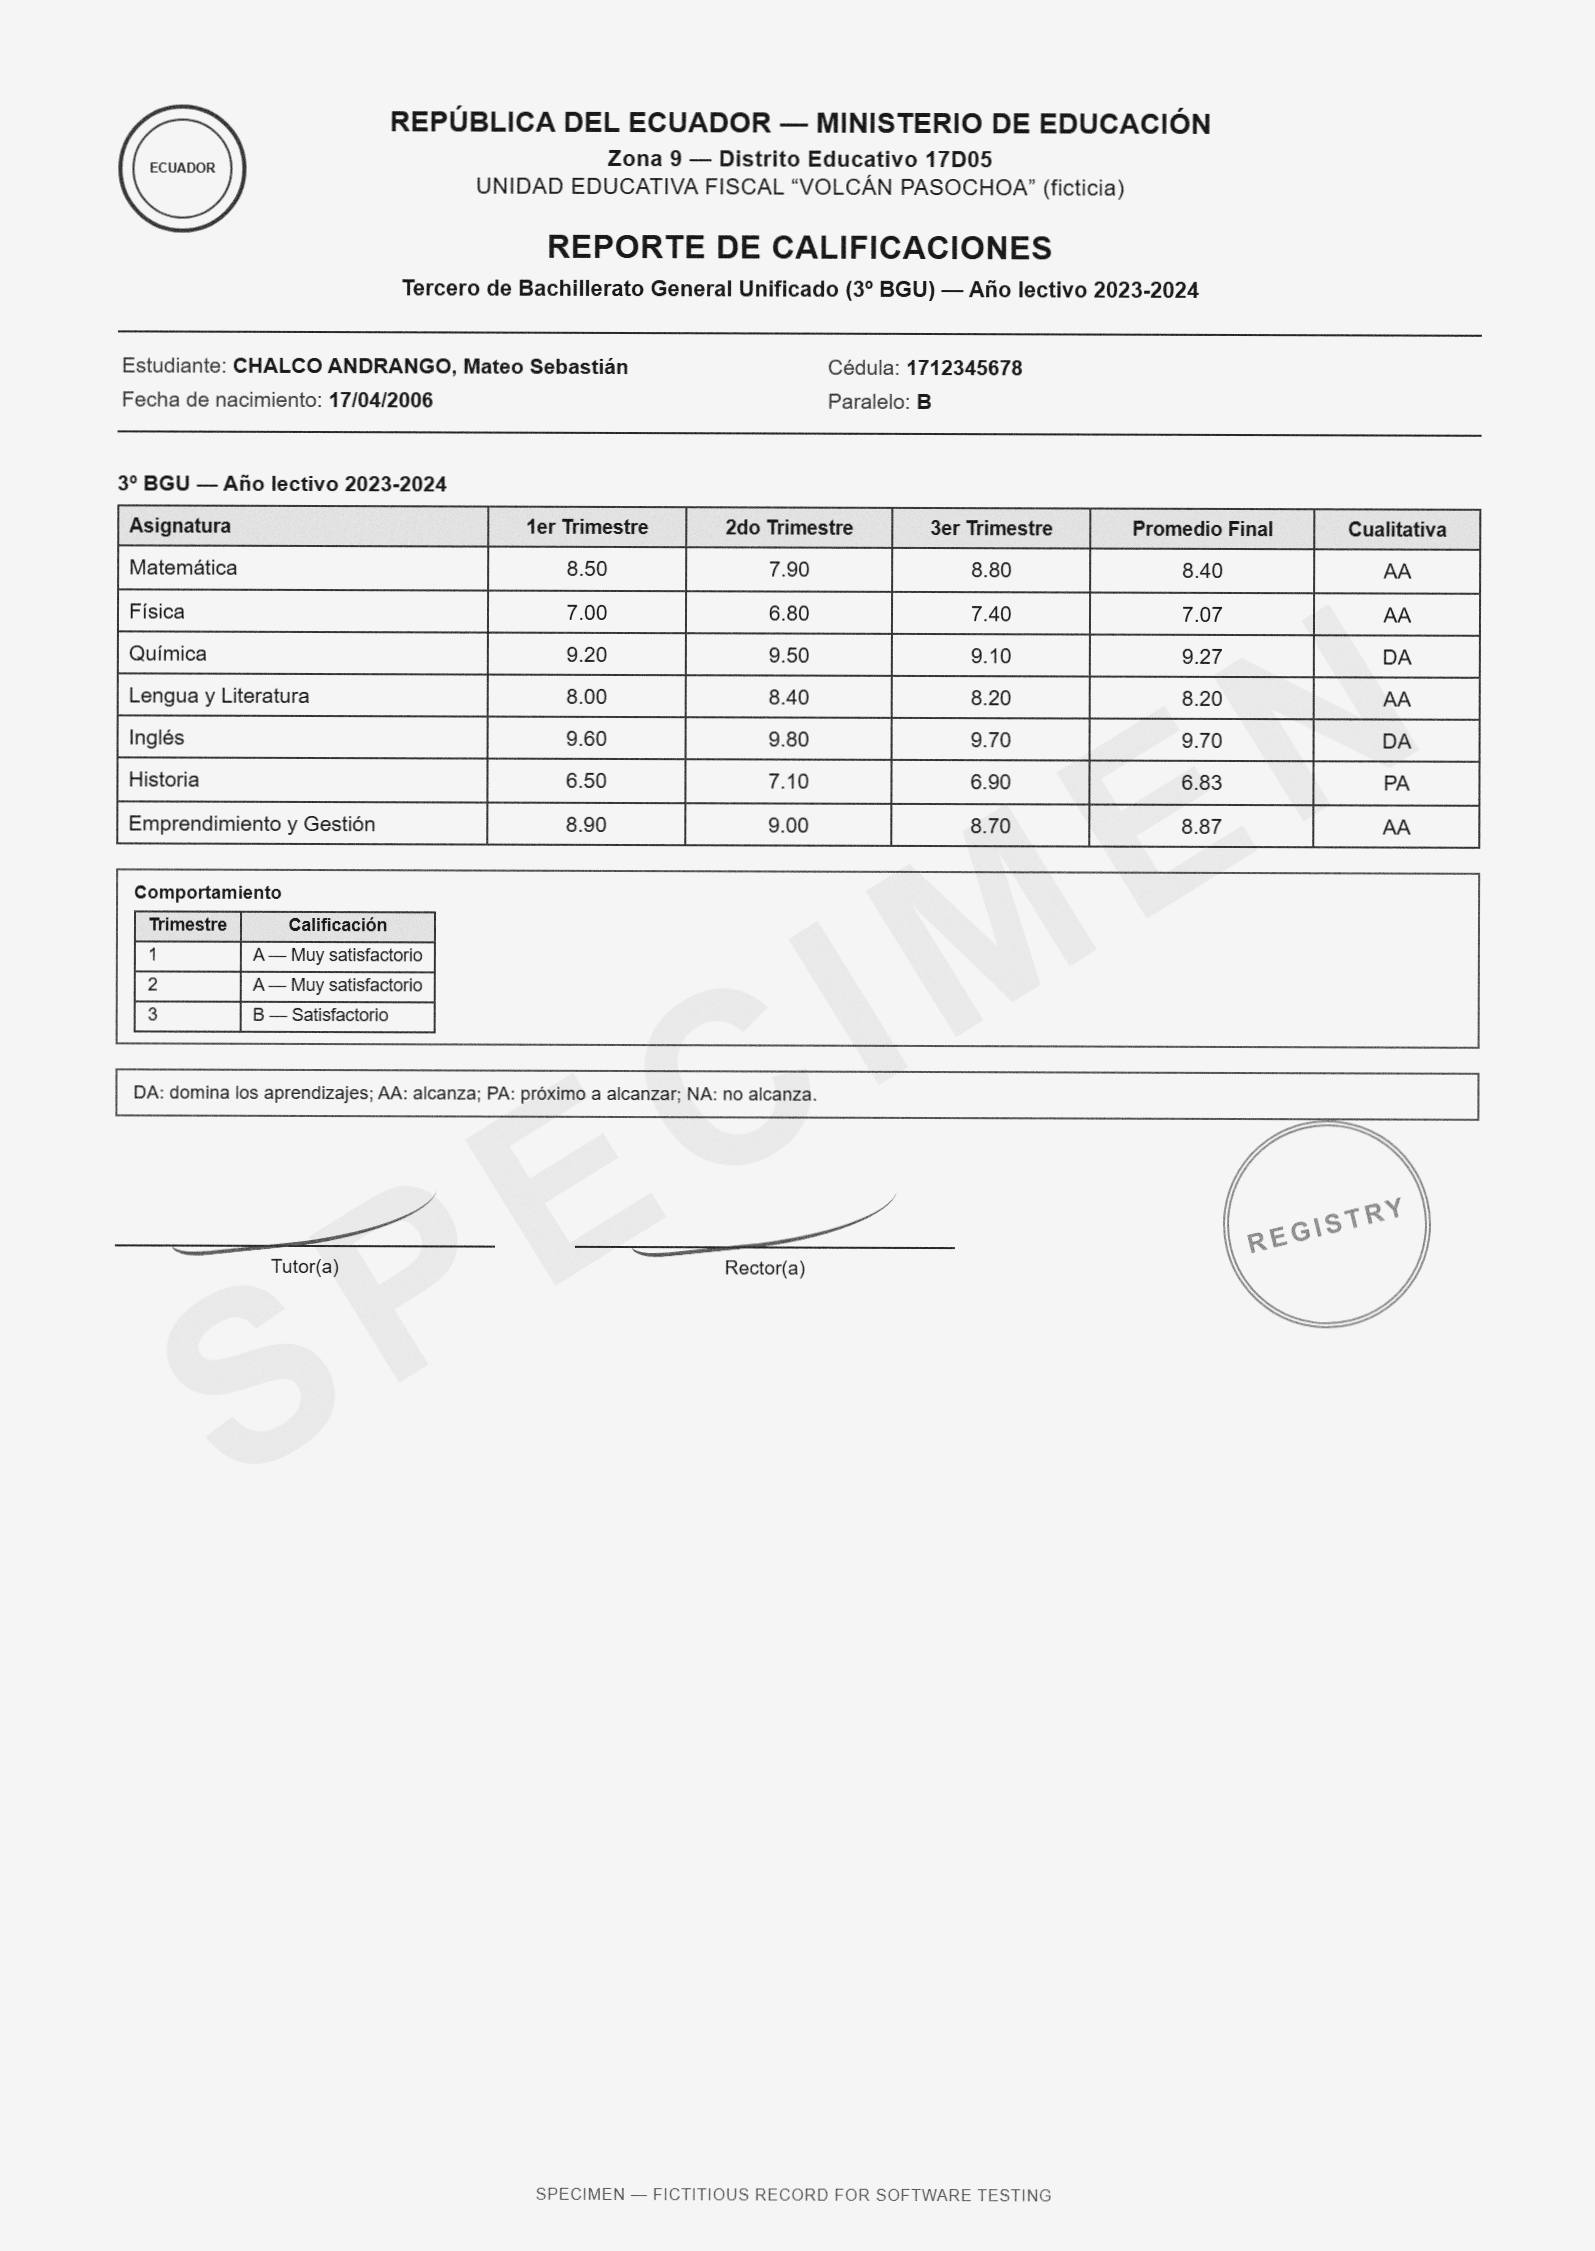 ECUADOR
REPÚBLICA DEL ECUADOR — MINISTERIO DE EDUCACIÓN
Zona 9 — Distrito Educativo 17D05
UNIDAD EDUCATIVA FISCAL “VOLCÁN PASOCHOA” (ficticia)
REPORTE DE CALIFICACIONES
Tercero de Bachillerato General Unificado (3º BGU) — Año lectivo 2023-2024
Estudiante: CHALCO ANDRANGO, Mateo Sebastián Cédula: 1712345678
Fecha de nacimiento: 17/04/2006 Paralelo: B
3º BGU — Año lectivo 2023-2024
Asignatura 1er Trimestre 2do Trimestre 3er Trimestre Promedio Final Cualitativa
Matemática 8.50 7.90 8.80 8.40 AA
Física 7.00 6.80 7.40 7.07 AA
Química 9.20 9.50 9.10 9.27 DA
Lengua y Literatura 8.00 8.40 8.20 8.20 AA
Inglés 9.60 9.80 9.70 9.70 DA
Historia 6.50 7.10 6.90 6.83 PA
Emprendimiento y Gestión 8.90 9.00 8.70 8.87 AA
Comportamiento
Trimestre Calificación
1 A — Muy satisfactorio
2 A — Muy satisfactorio
3 B — Satisfactorio
DA: domina los aprendizajes; AA: alcanza; PA: próximo a alcanzar; NA: no alcanza.
SPECIMEN
REGISTRY
Tutor(a) Rector(a)
SPECIMEN — FICTITIOUS RECORD FOR SOFTWARE TESTING